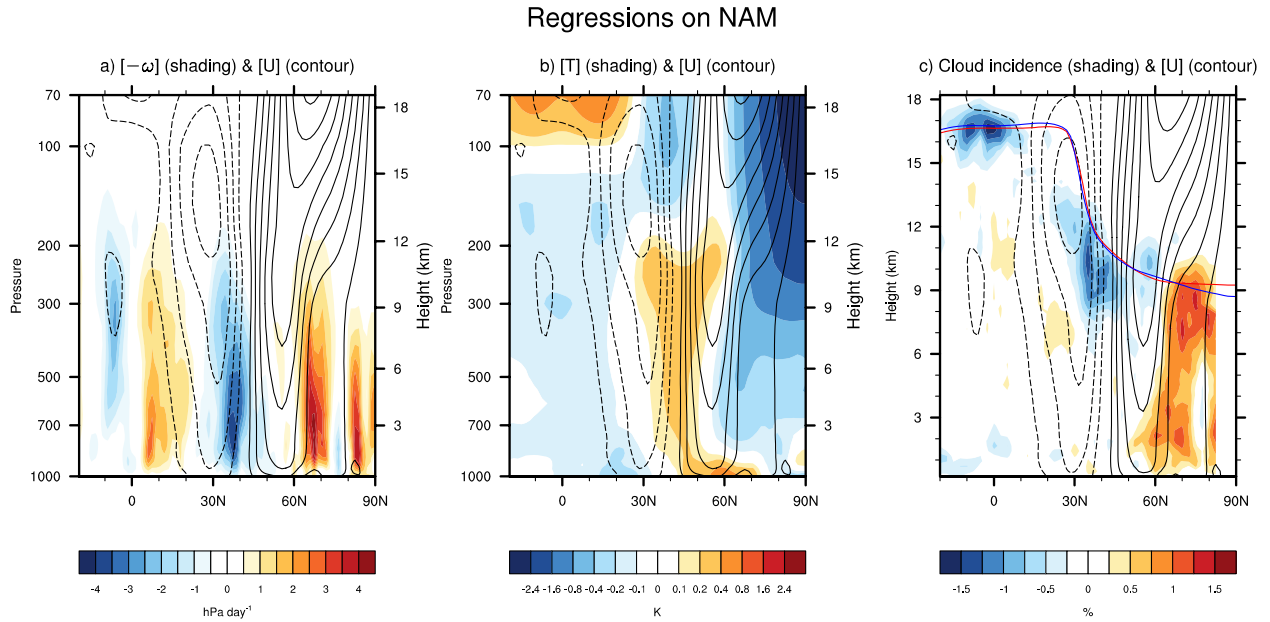 Regressions on NAM
a) [−ω] (shading) & [U] (contour)
b) [T] (shading) & [U] (contour)
c) Cloud incidence (shading) & [U] (contour)
70
100
200
300
500
700
1000
Pressure
18
15
12
9
6
3
Height (km)
0 30N 60N 90N
70
100
200
300
500
700
1000
Pressure
18
15
12
9
6
3
Height (km)
0 30N 60N 90N
18
15
12
9
6
3
Height (km)
0 30N 60N 90N
-4 -3 -2 -1 0 1 2 3 4
hPa day-1
-2.4 -1.6 -0.8 -0.4 -0.2 -0.1 0 0.1 0.2 0.4 0.8 1.6 2.4
K
-1.5 -1 -0.5 0 0.5 1 1.5
%